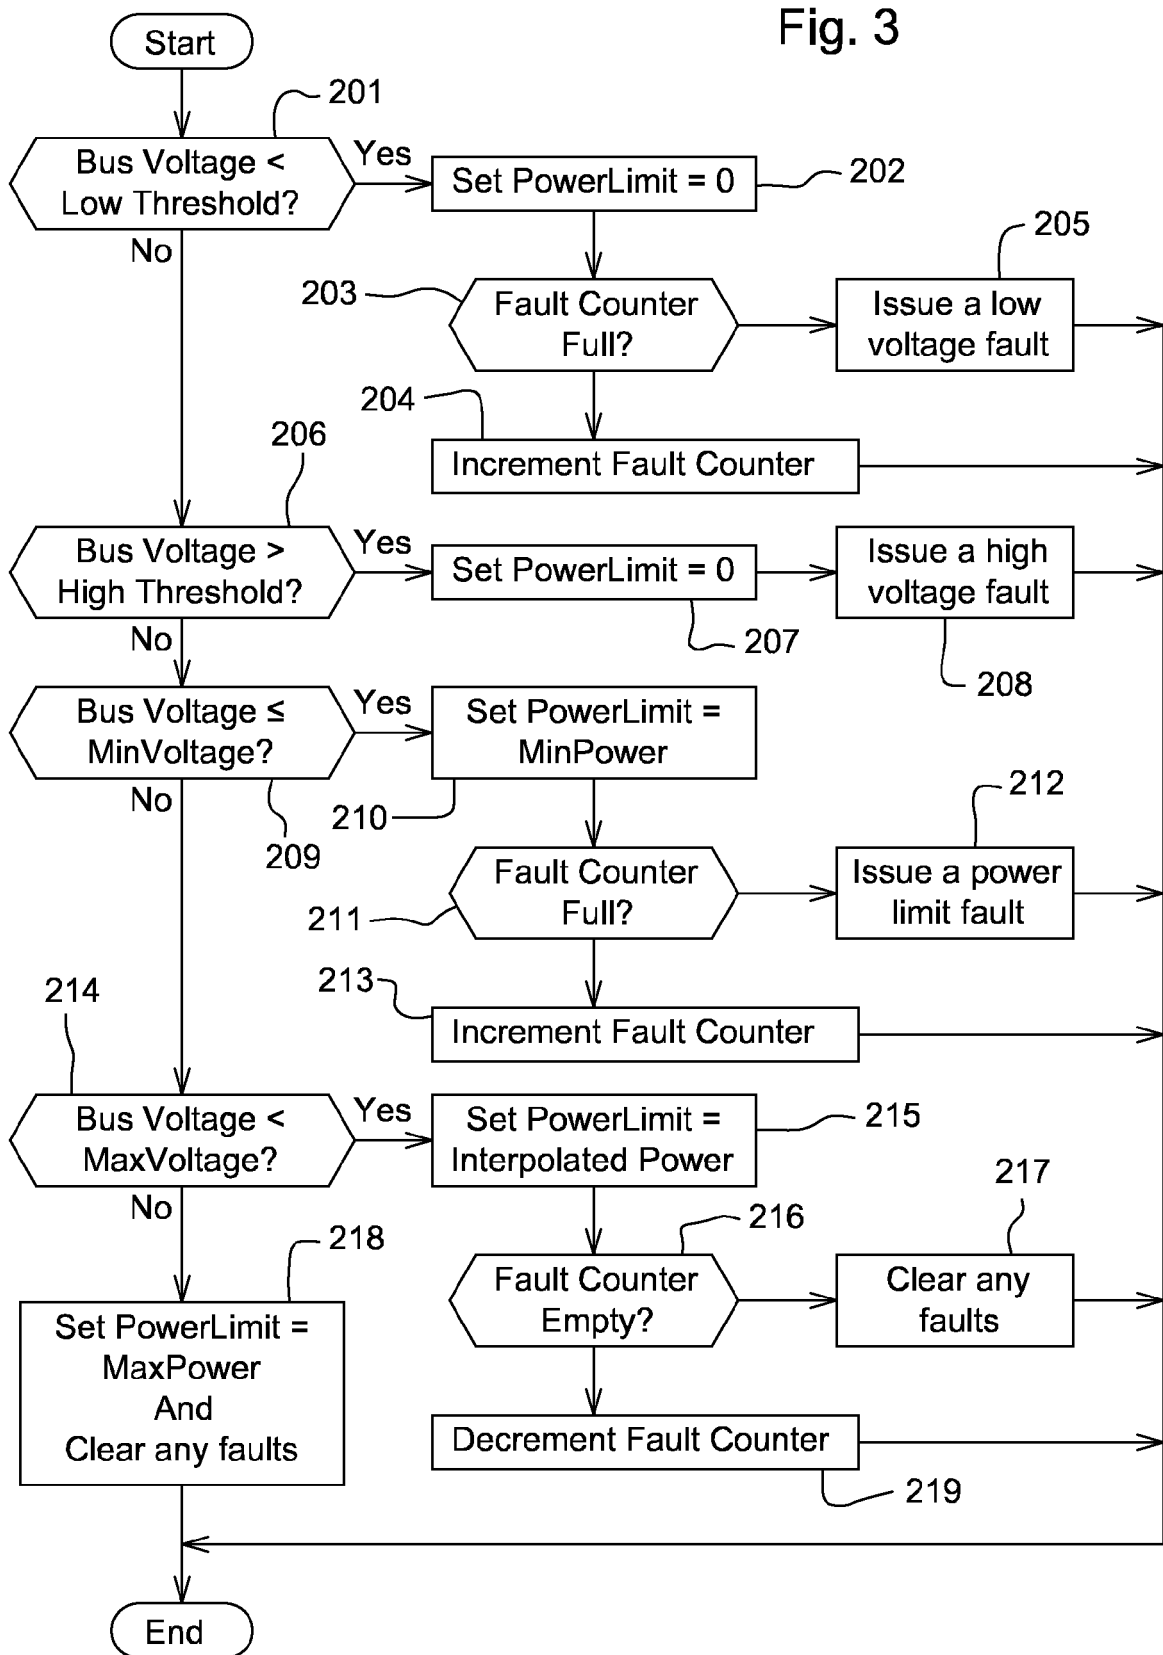 Fig. 3
Start
201
Bus Voltage <
Low Threshold?
Yes
No
Set PowerLimit = 0
202
203
Fault Counter
Full?
205
Issue a low
voltage fault
204
Increment Fault Counter
206
Bus Voltage >
High Threshold?
Yes
No
Set PowerLimit = 0
207
Issue a high
voltage fault
208
Bus Voltage ≤
MinVoltage?
Yes
No
209
Set PowerLimit =
MinPower
210
211
Fault Counter
Full?
212
Issue a power
limit fault
213
Increment Fault Counter
214
Bus Voltage <
MaxVoltage?
Yes
No
Set PowerLimit =
Interpolated Power
215
216
Fault Counter
Empty?
217
Clear any
faults
218
Set PowerLimit =
MaxPower
And
Clear any faults
Decrement Fault Counter
219
End